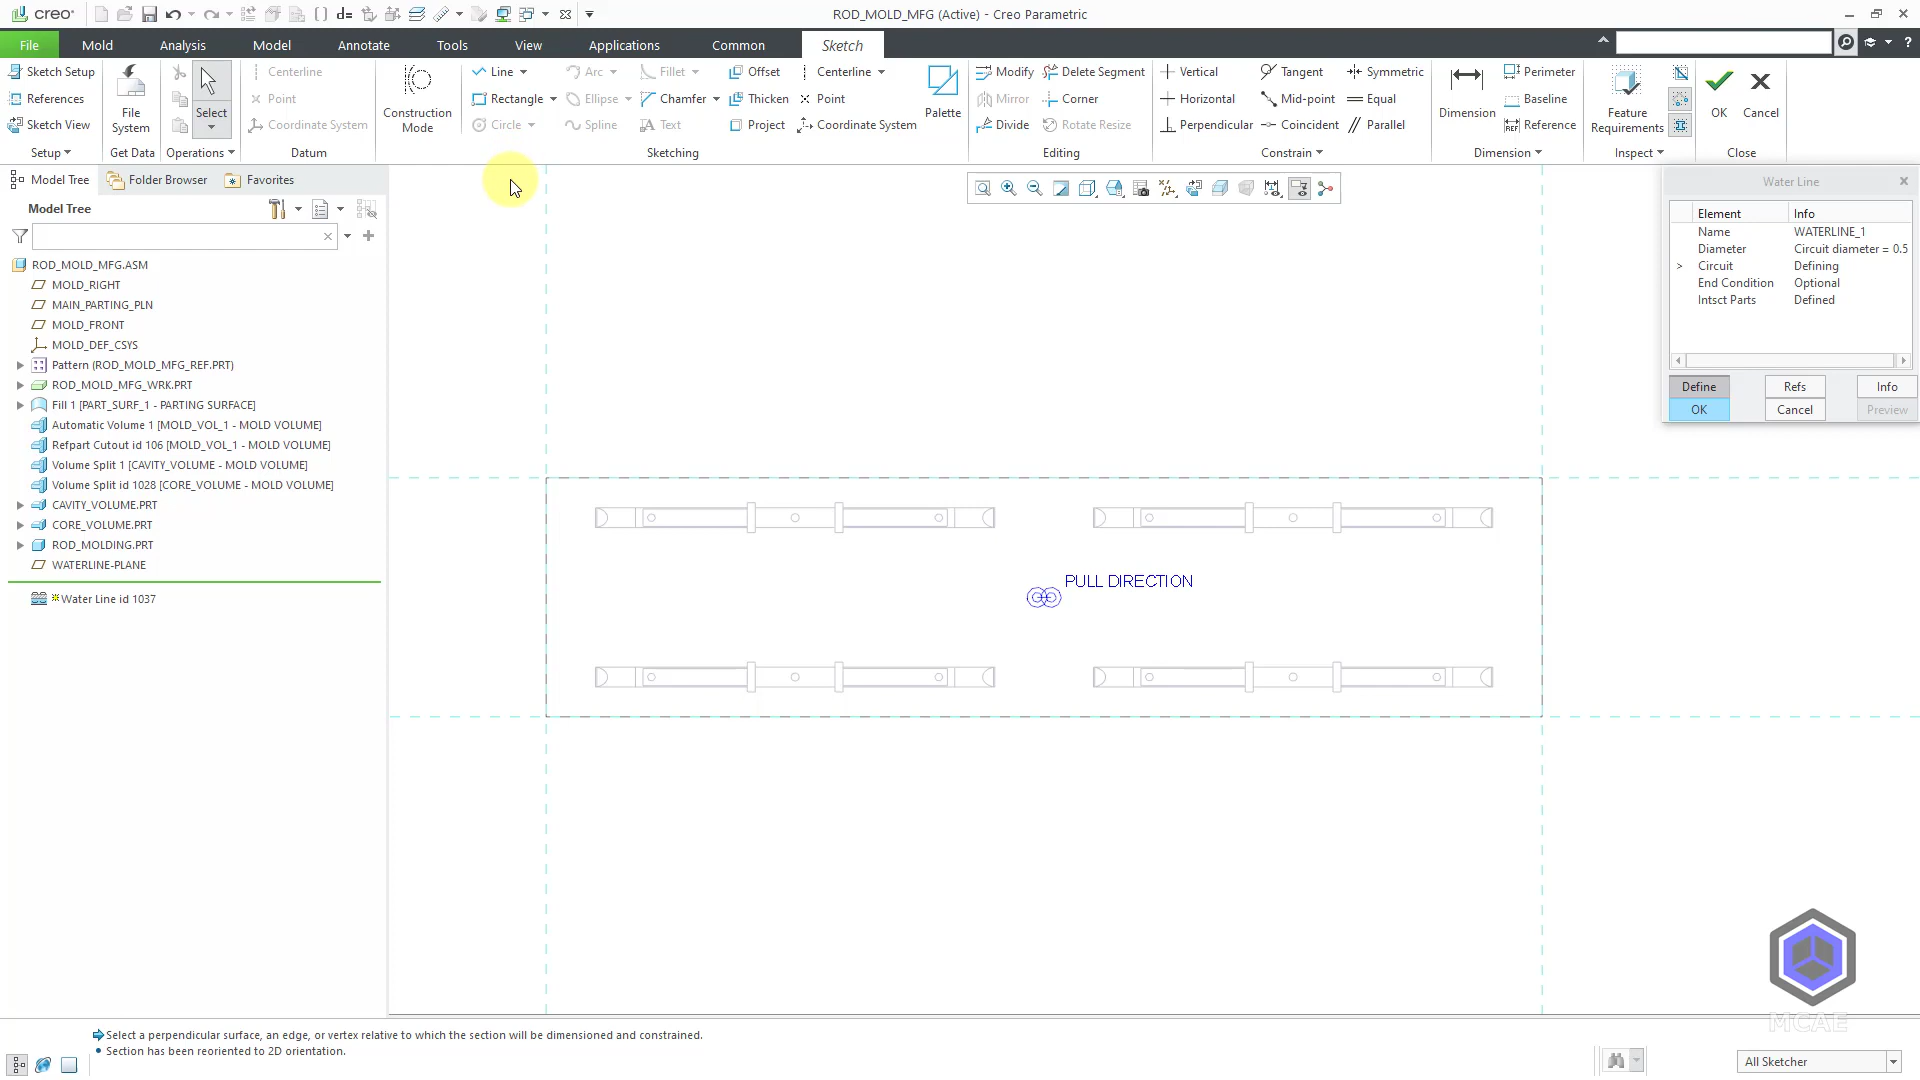 creo
ROD_MOLD_MFG (Active) - Creo Parametric
File Mold Analysis Model Annotate Tools View Applications Common Sketch
Sketch Setup
References
Sketch View
Setup
File System
Get Data
Select
Operations
Centerline
Point
Coordinate System
Datum
Construction Mode
Line Arc Fillet Offset Centerline
Rectangle Ellipse Chamfer Thicken Point
Circle Spline Text Project Coordinate System
Palette
Sketching
Modify Delete Segment
Mirror Corner
Divide Rotate Resize
Editing
Vertical Tangent Symmetric
Horizontal Mid-point Equal
Perpendicular Coincident Parallel
Constrain
Dimension
Perimeter
Baseline
Reference
Dimension
Feature Requirements
Inspect
OK
Cancel
Close
Model Tree Folder Browser Favorites
Model Tree
ROD_MOLD_MFG.ASM
MOLD_RIGHT
MAIN_PARTING_PLN
MOLD_FRONT
MOLD_DEF_CSYS
Pattern (ROD_MOLD_MFG_REF.PRT)
ROD_MOLD_MFG_WRK.PRT
Fill 1 [PART_SURF_1 - PARTING SURFACE]
Automatic Volume 1 [MOLD_VOL_1 - MOLD VOLUME]
Refpart Cutout id 106 [MOLD_VOL_1 - MOLD VOLUME]
Volume Split 1 [CAVITY_VOLUME - MOLD VOLUME]
Volume Split id 1028 [CORE_VOLUME - MOLD VOLUME]
CAVITY_VOLUME.PRT
CORE_VOLUME.PRT
ROD_MOLDING.PRT
WATERLINE-PLANE
Water Line id 1037
PULL DIRECTION
Water Line
Element Info
Name WATERLINE_1
Diameter Circuit diameter = 0.5
> Circuit Defining
End Condition Optional
Intsct Parts Defined
Define Refs Info
OK Cancel Preview
MCAE
Select a perpendicular surface, an edge, or vertex relative to which the section will be dimensioned and constrained.
• Section has been reoriented to 2D orientation.
All Sketcher